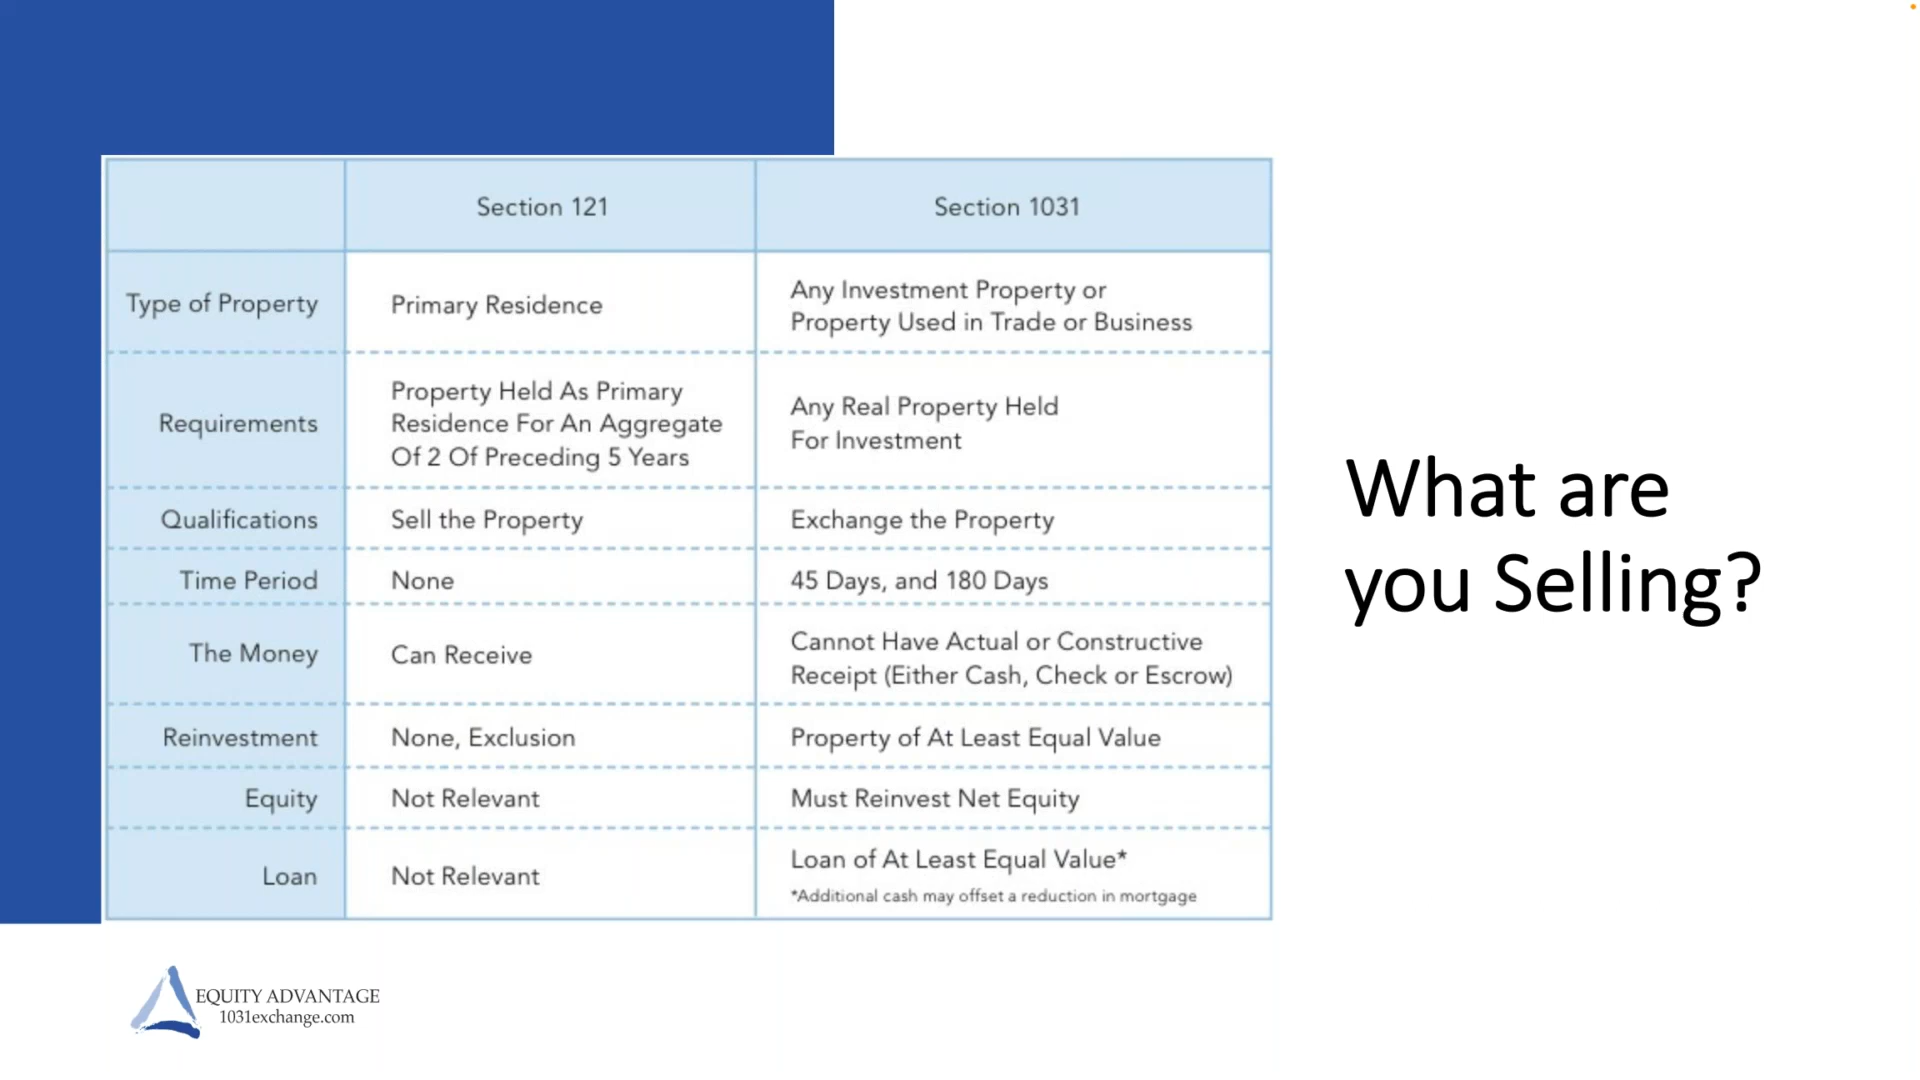 Section 121
Section 1031
Type of Property
Primary Residence
Any Investment Property or
Property Used in Trade or Business
Requirements
Property Held As Primary
Residence For An Aggregate
Of 2 Of Preceding 5 Years
Any Real Property Held
For Investment
Qualifications
Sell the Property
Exchange the Property
Time Period
None
45 Days, and 180 Days
The Money
Can Receive
Cannot Have Actual or Constructive
Receipt (Either Cash, Check or Escrow)
Reinvestment
None, Exclusion
Property of At Least Equal Value
Equity
Not Relevant
Must Reinvest Net Equity
Loan
Not Relevant
Loan of At Least Equal Value*
*Additional cash may offset a reduction in mortgage
What are
you Selling?
EQUITY ADVANTAGE
1031exchange.com